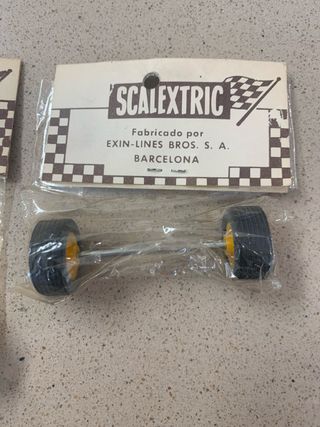 SCALEXTRIC
Fabricado por
EXIN-LINES BROS. S. A.
BARCELONA